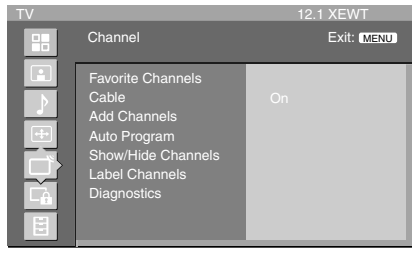 TV 12.1 XEWT
Channel Exit: MENU
Favorite Channels
Cable On
Add Channels
Auto Program
Show/Hide Channels
Label Channels
Diagnostics